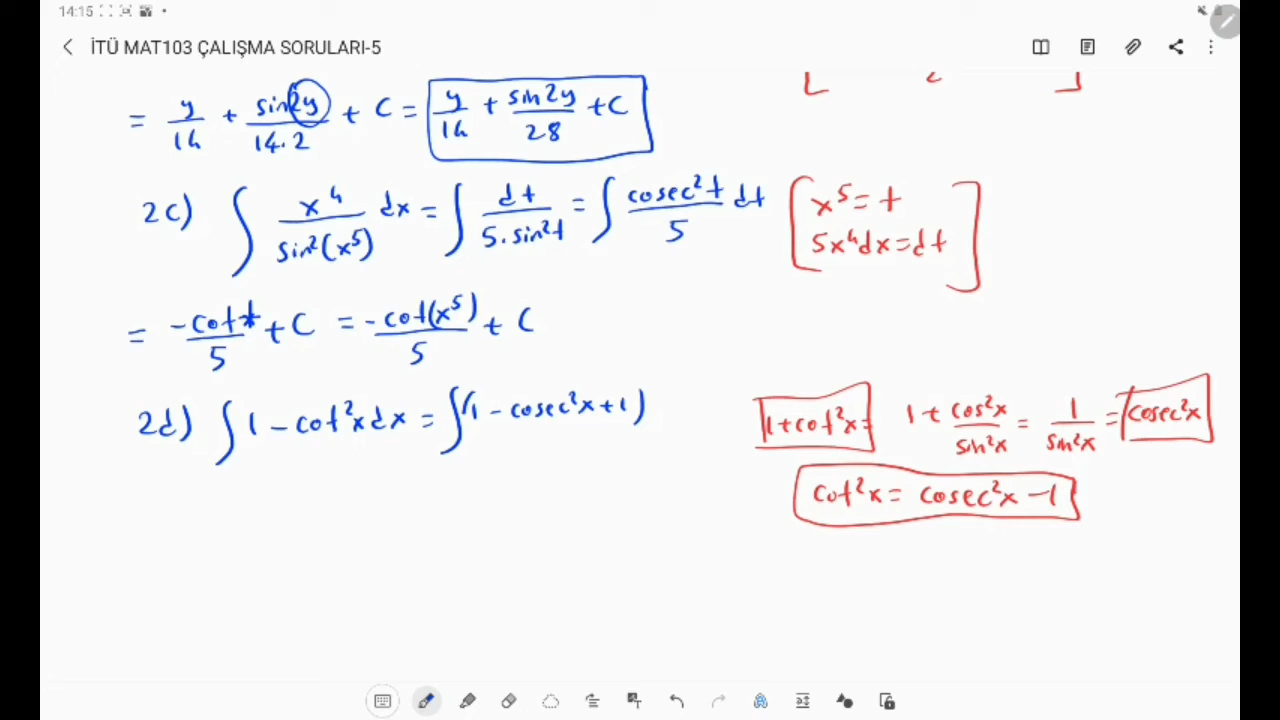 14:15
İTÜ MAT103 ÇALIŞMA SORULARI-5
= y/14 + sin2y/14.2 + C = y/14 + sin2y/28 + C
2c) ∫ x⁴/sin²(x⁵) dx = ∫ dt/5.sin²t = ∫ cosec²t/5 dt [x⁵ = t
5x⁴dx = dt]
= -cot t/5 + C = -cot(x⁵)/5 + C
2d) ∫ 1 - cot²x dx = ∫(1 - cosec²x + 1)
1 + cot²x = 1 + cos²x/sin²x = 1/sin²x = cosec²x
cot²x = cosec²x - 1